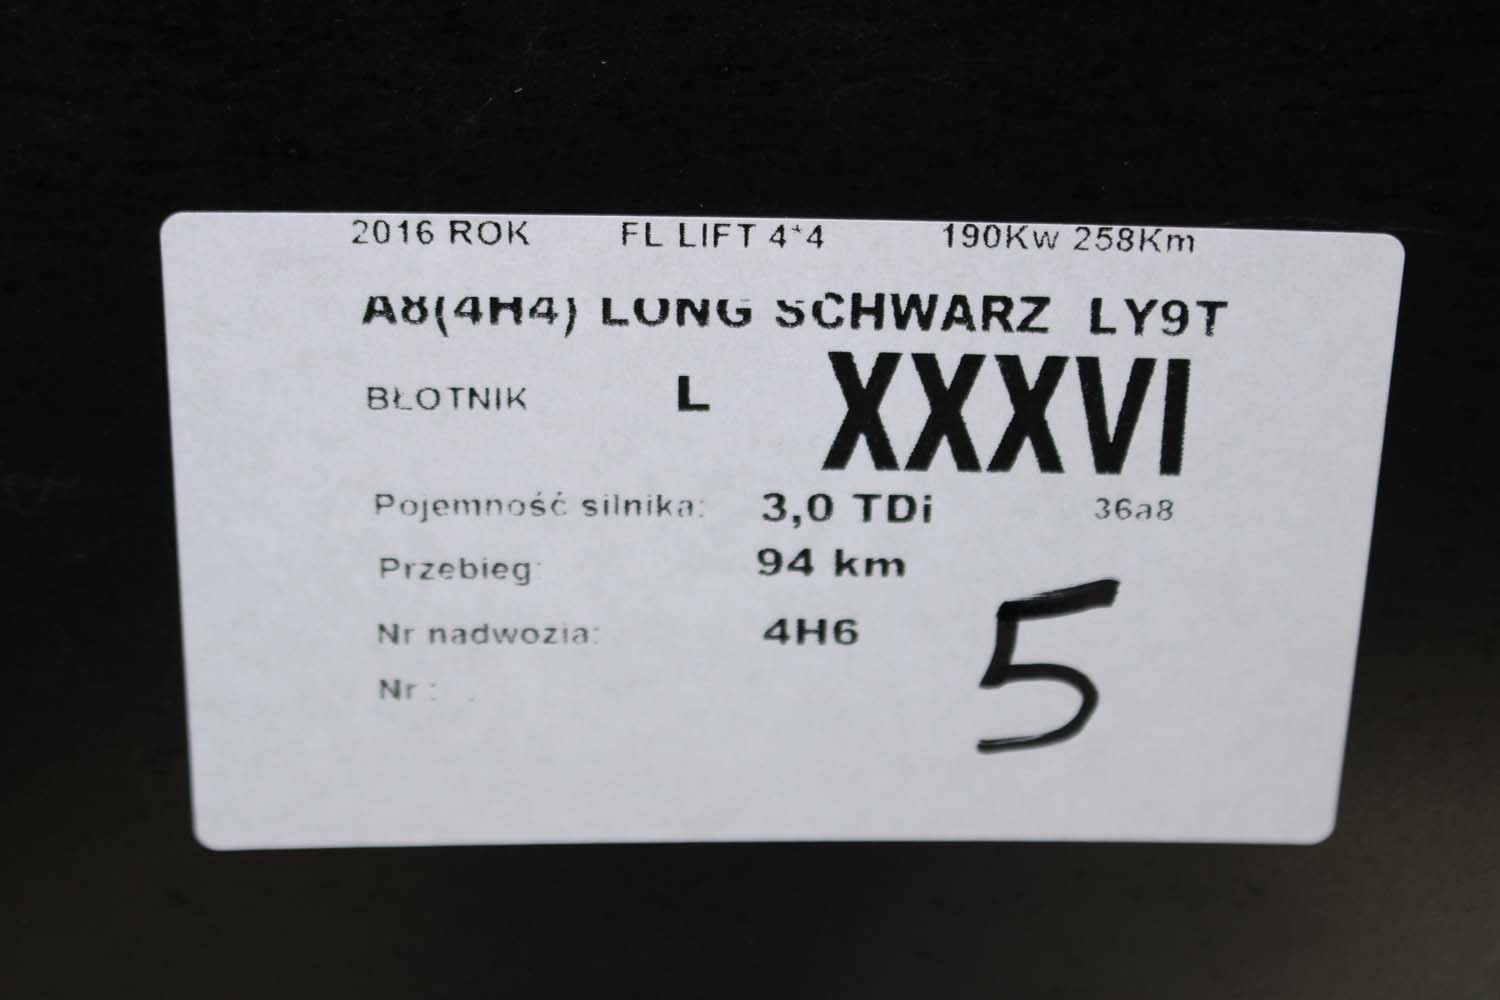 2016 ROK FL LIFT 4*4 190Kw 258Km
A8(4H4) LONG SCHWARZ LY9T
BŁOTNIK L XXXVI
Pojemność silnika: 3,0 TDi 36a8
Przebieg: 94 km
Nr nadwozia: 4H6
5
Nr :